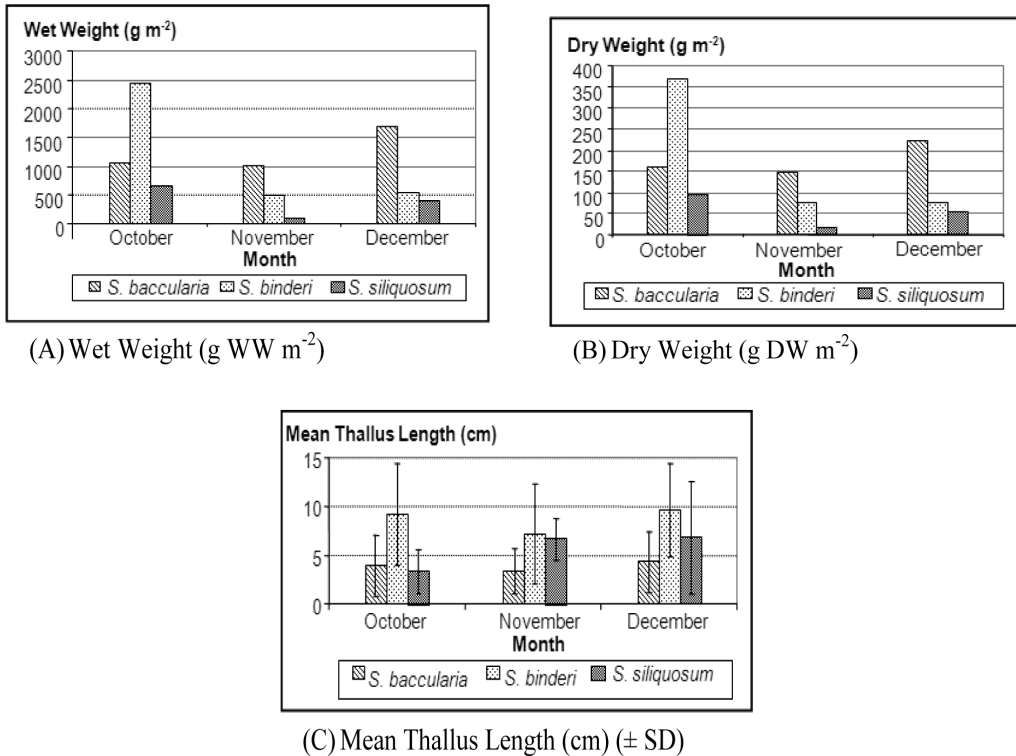 Wet Weight (g m⁻²)
3000
2500
2000
1500
1000
500
0
October November December
Month
S. baccularia S. binderi S. siliquosum
(A) Wet Weight (g WW m⁻²)
Dry Weight (g m⁻²)
400
350
300
250
200
150
100
50
0
October November December
Month
S. baccularia S. binderi S. siliquosum
(B) Dry Weight (g DW m⁻²)
Mean Thallus Length (cm)
15
10
5
0
October November December
Month
S. baccularia S. binderi S. siliquosum
(C) Mean Thallus Length (cm) (± SD)